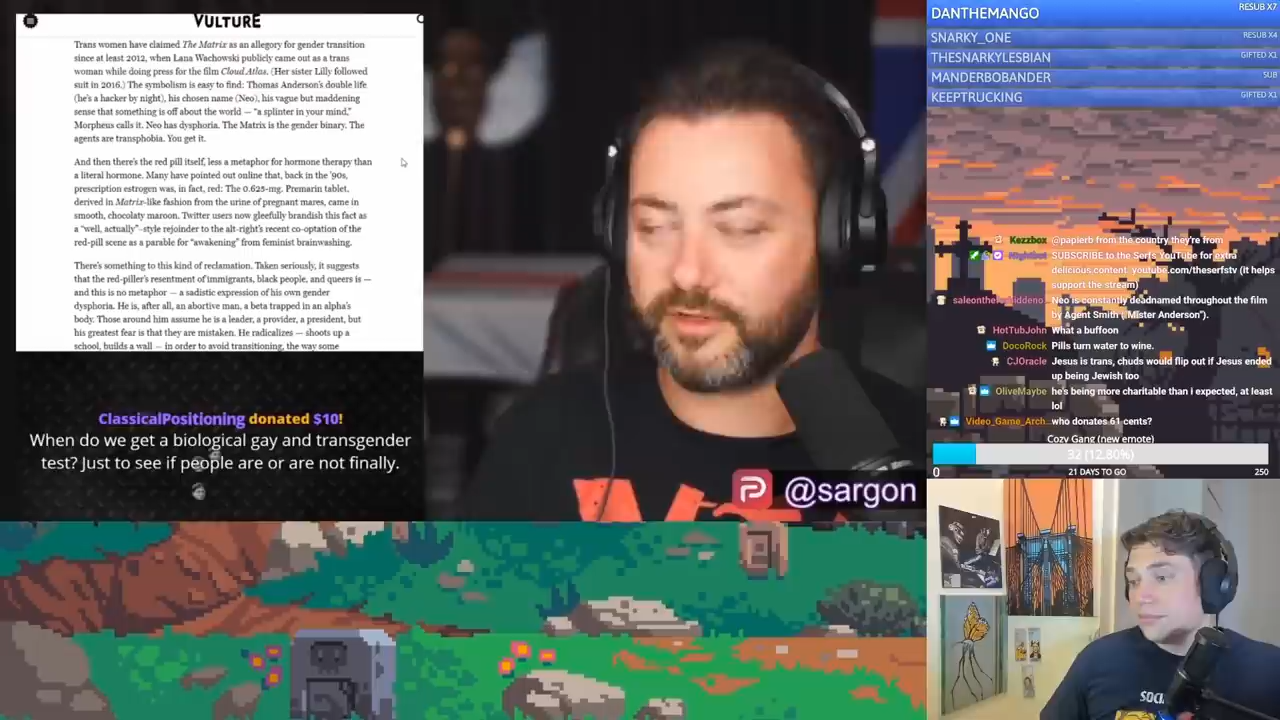 VULTURE
Trans women have claimed The Matrix as an allegory for gender transition
since at least 2012, when Lana Wachowski publicly came out as a trans
woman while doing press for the film Cloud Atlas. (Her sister Lilly followed
suit in 2016.) The symbolism is easy to find: Thomas Anderson's double life
(he's a hacker by night), his chosen name (Neo), his vague but maddening
sense that something is off about the world — “a splinter in your mind,”
Morpheus calls it. Neo has dysphoria. The Matrix is the gender binary. The
agents are transphobia. You get it.
And then there's the red pill itself, less a metaphor for hormone therapy than
a literal hormone. Many have pointed out online that, back in the '90s,
prescription estrogen was, in fact, red: The 0.625-mg. Premarin tablet,
derived in Matrix-like fashion from the urine of pregnant mares, came in
smooth, chocolaty maroon. Twitter users now gleefully brandish this fact as
a “well, actually”-style rejoinder to the alt-right's recent co-optation of the
red-pill scene as a parable for “awakening” from feminist brainwashing.
There's something to this kind of reclamation. Taken seriously, it suggests
that the red-piller's resentment of immigrants, black people, and queers is —
and this is no metaphor — a sadistic expression of his own gender
dysphoria. He is, after all, an abortive man, a beta trapped in an alpha's
body. Those around him assume he is a leader, a provider, a president, but
his greatest fear is that they are mistaken. He radicalizes — shoots up a
school, builds a wall — in order to avoid transitioning, the way some
ClassicalPositioning donated $10!
When do we get a biological gay and transgender
test? Just to see if people are or are not finally.
@sargon
DANTHEMANGO RESUB X7
SNARKY_ONE RESUB X4
THESNARKYLESBIAN GIFTED X1
MANDERBOBANDER SUB
KEEPTRUCKING GIFTED X1
Kezzbox @papierb from the country they're from
Nightbot SUBSCRIBE to the Serfs YouTube for extra
delicious content: youtube.com/theserfstv (it helps
support the stream)
Neo is constantly deadnamed throughout the film
by Agent Smith ("Mister Anderson").
HotTubJohn What a buffoon
DocoRock Pills turn water to wine.
CJOracle Jesus is trans, chuds would flip out if Jesus ended
up being Jewish too
OliveMaybe he's being more charitable than i expected, at least
lol
Video_Game_Arch... who donates 61 cents?
Cozy Gang (new emote)
32 (12.80%)
0 21 DAYS TO GO 250
SOCI